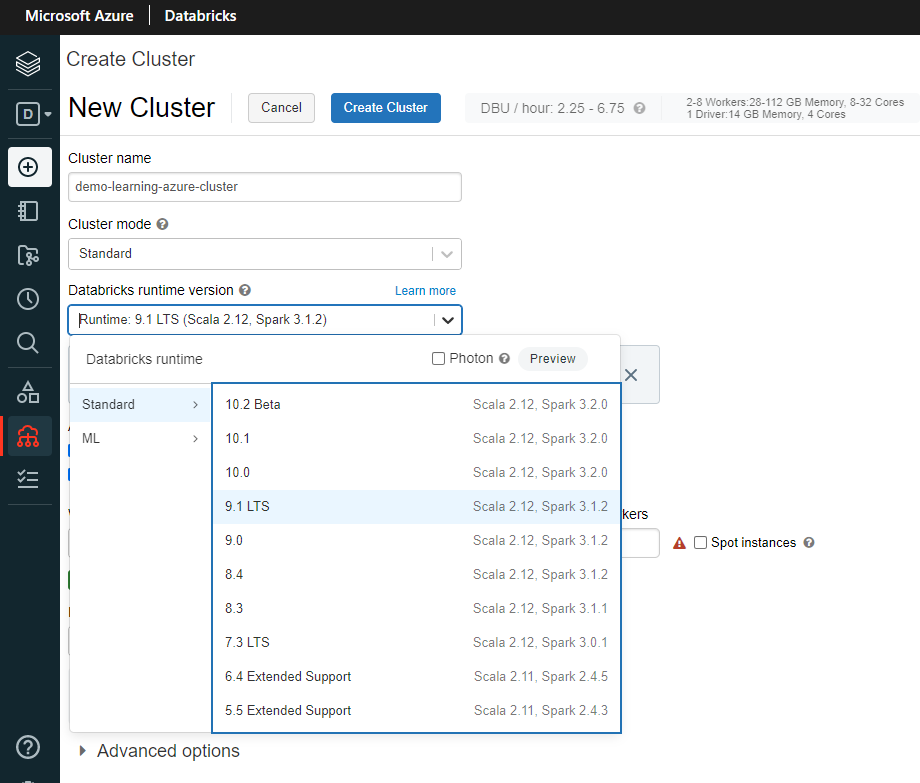 Microsoft Azure Databricks
Create Cluster
D
New Cluster
Cancel
Create Cluster
DBU / hour: 2.25 - 6.75 ?
2-8 Workers:28-112 GB Memory, 8-32 Cores
1 Driver:14 GB Memory, 4 Cores
Cluster name
demo-learning-azure-cluster
Cluster mode ?
Standard
Databricks runtime version ?
Learn more
Runtime: 9.1 LTS (Scala 2.12, Spark 3.1.2)
Databricks runtime
Photon ?
Preview
Standard
ML
10.2 Beta Scala 2.12, Spark 3.2.0
10.1 Scala 2.12, Spark 3.2.0
10.0 Scala 2.12, Spark 3.2.0
9.1 LTS Scala 2.12, Spark 3.1.2
9.0 Scala 2.12, Spark 3.1.2
8.4 Scala 2.12, Spark 3.1.2
8.3 Scala 2.12, Spark 3.1.1
7.3 LTS Scala 2.12, Spark 3.0.1
6.4 Extended Support Scala 2.11, Spark 2.4.5
5.5 Extended Support Scala 2.11, Spark 2.4.3
kers
Spot instances ?
Advanced options